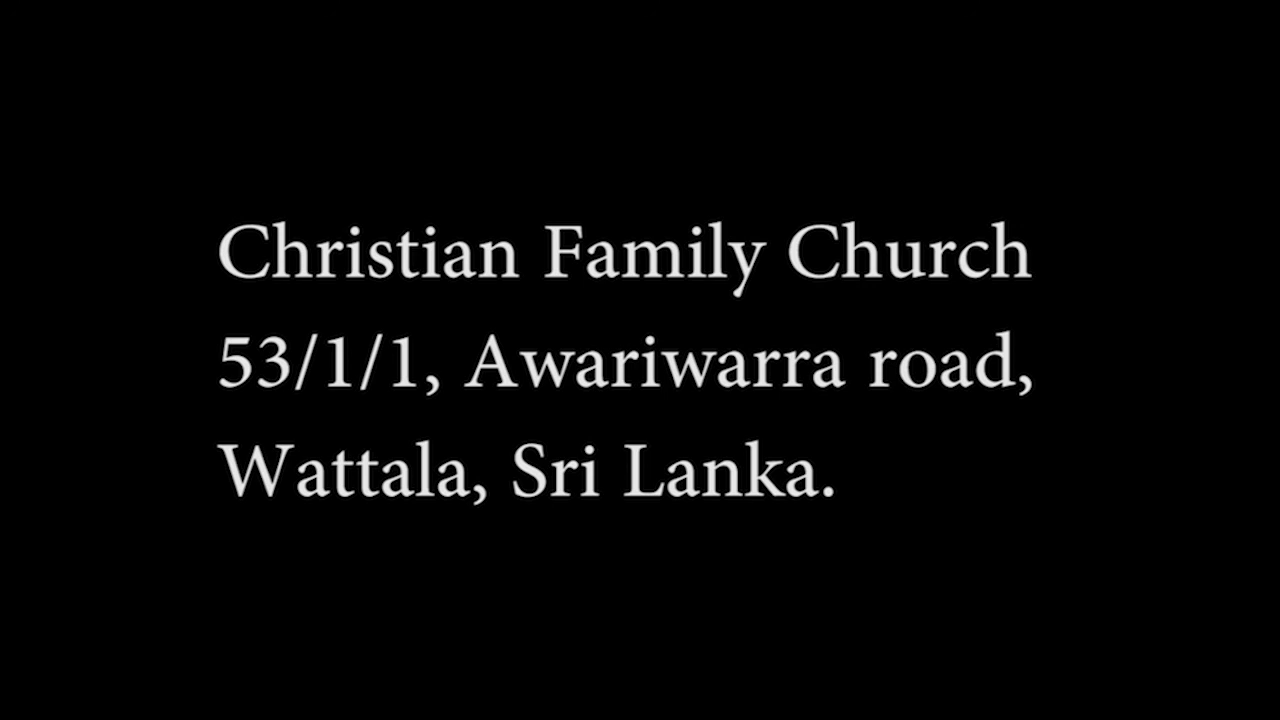 Christian Family Church
53/1/1, Awariwarra road,
Wattala, Sri Lanka.